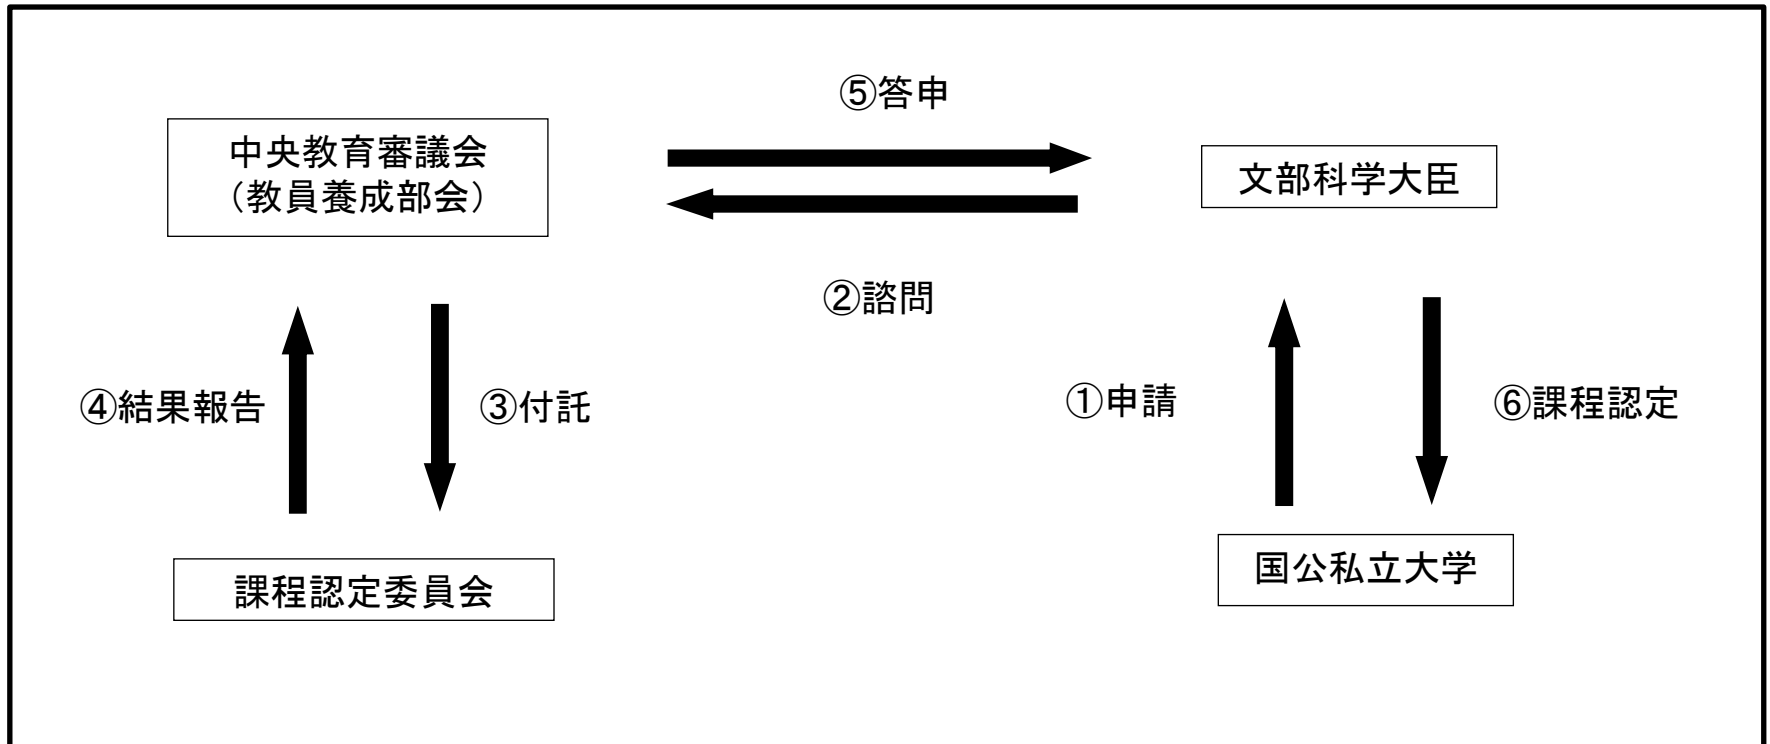 ⑤答申
中央教育審議会
（教員養成部会）
文部科学大臣
②諮問
④結果報告
③付託
①申請
⑥課程認定
課程認定委員会
国公私立大学